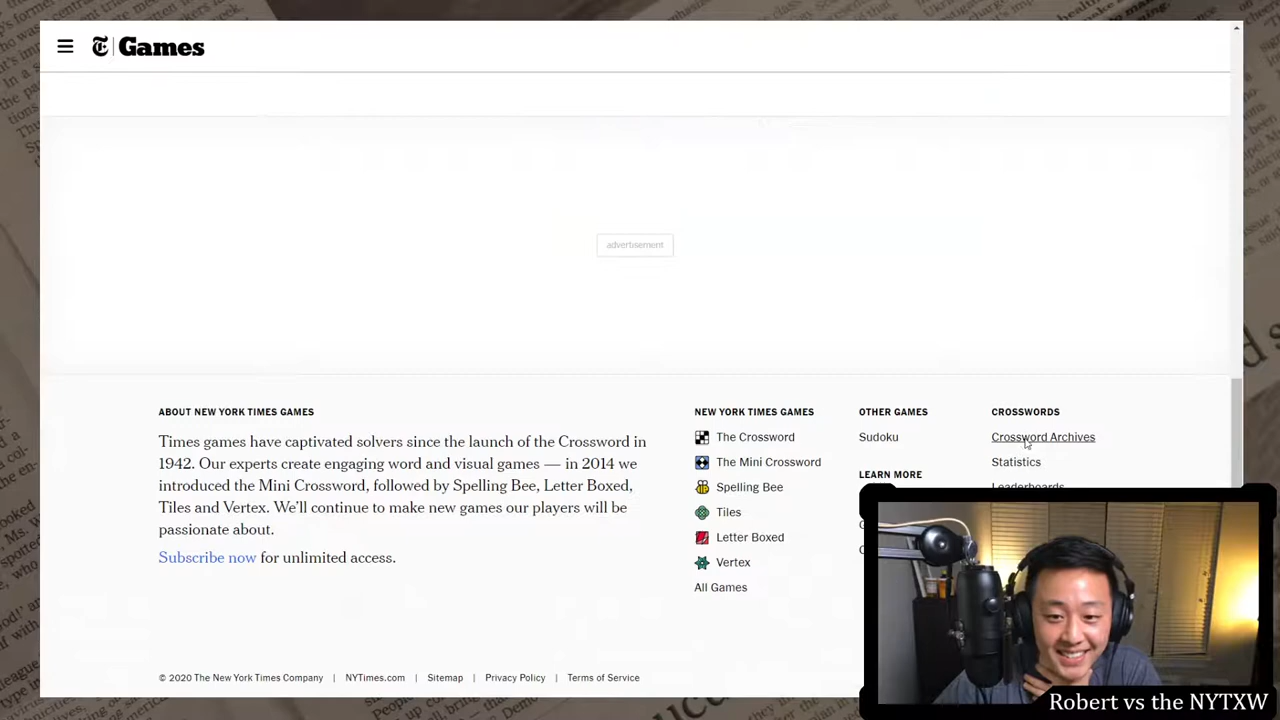 Games
advertisement
ABOUT NEW YORK TIMES GAMES
Times games have captivated solvers since the launch of the Crossword in
1942. Our experts create engaging word and visual games — in 2014 we
introduced the Mini Crossword, followed by Spelling Bee, Letter Boxed,
Tiles and Vertex. We'll continue to make new games our players will be
passionate about.
Subscribe now for unlimited access.
NEW YORK TIMES GAMES
The Crossword
The Mini Crossword
Spelling Bee
Tiles
Letter Boxed
Vertex
All Games
OTHER GAMES
Sudoku
LEARN MORE
CROSSWORDS
Crossword Archives
Statistics
Leaderboards
© 2020 The New York Times Company | NYTimes.com | Sitemap | Privacy Policy | Terms of Service
Robert vs the NYTXW